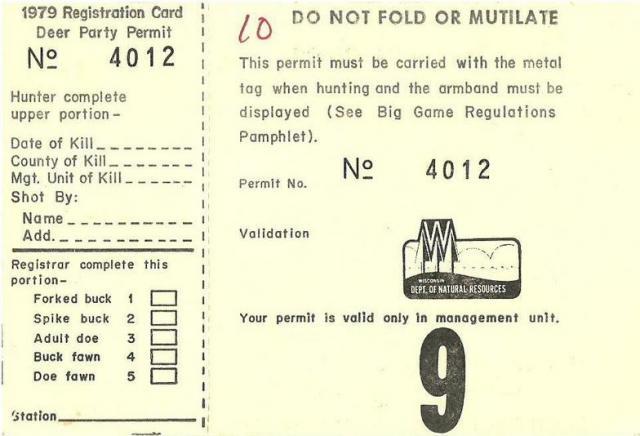 1979 Registration Card
Deer Party Permit
Nº 4012
Hunter complete
upper portion-
Date of Kill
County of Kill
Mgt. Unit of Kill
Shot By:
Name
Add.
Registrar complete this
portion-
Forked buck 1
Spike buck 2
Adult doe 3
Buck fawn 4
Doe fawn 5
Station
10
DO NOT FOLD OR MUTILATE
This permit must be carried with the metal
tag when hunting and the armband must be
displayed (See Big Game Regulations
Pamphlet).
Permit No. Nº 4012
Validation
W
WISCONSIN
DEPT. OF NATURAL RESOURCES
Your permit is valid only in management unit.
9